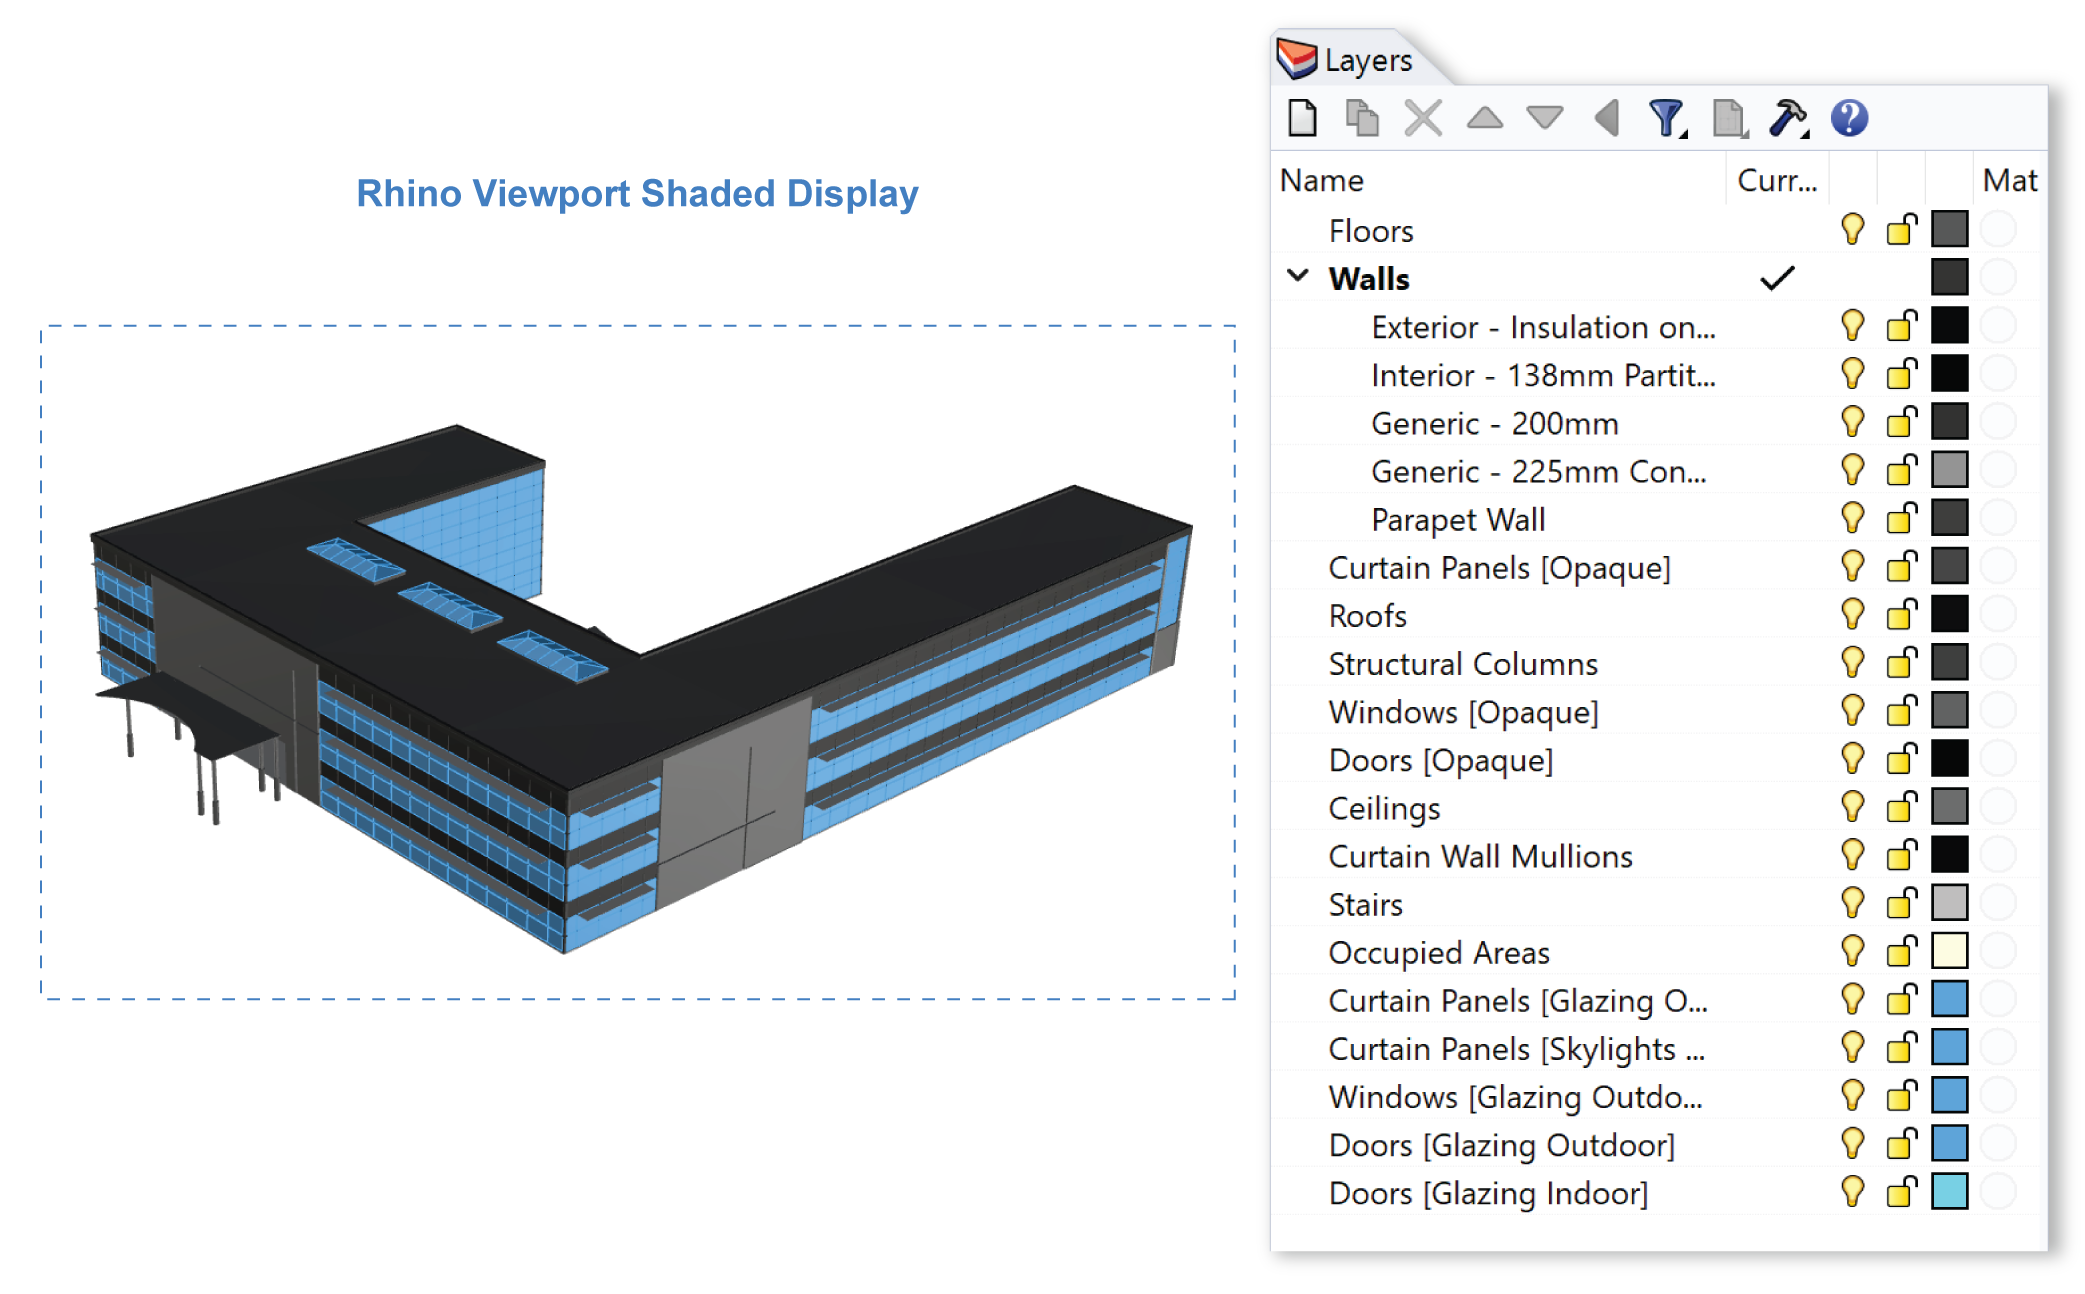 Rhino Viewport Shaded Display
Layers
?
Name Curr... Mat
Floors
Walls
Exterior - Insulation on...
Interior - 138mm Partit...
Generic - 200mm
Generic - 225mm Con...
Parapet Wall
Curtain Panels [Opaque]
Roofs
Structural Columns
Windows [Opaque]
Doors [Opaque]
Ceilings
Curtain Wall Mullions
Stairs
Occupied Areas
Curtain Panels [Glazing O...
Curtain Panels [Skylights ...
Windows [Glazing Outdo...
Doors [Glazing Outdoor]
Doors [Glazing Indoor]